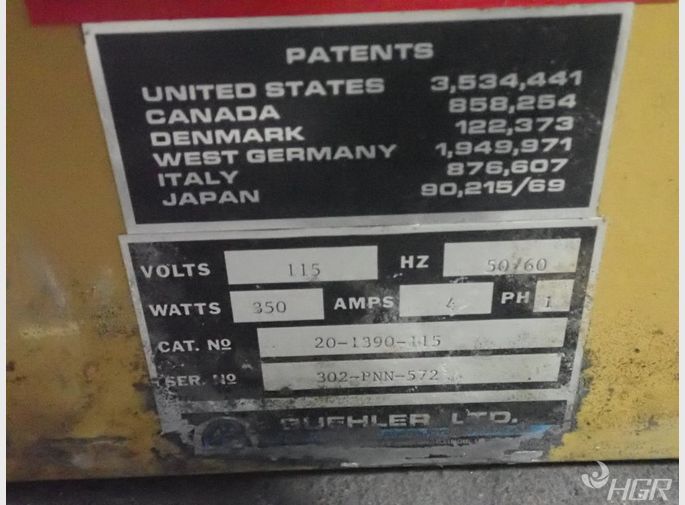 PATENTS
UNITED STATES 3,534,441
CANADA 858,254
DENMARK 122,373
WEST GERMANY 1,949,971
ITALY 876,607
JAPAN 90,215/69
VOLTS 115 HZ 50/60
WATTS 350 AMPS 4 PH 1
CAT. Nº 20-1390-115
SER. Nº 302-PNN-572
BUEHLER LTD.
HGR